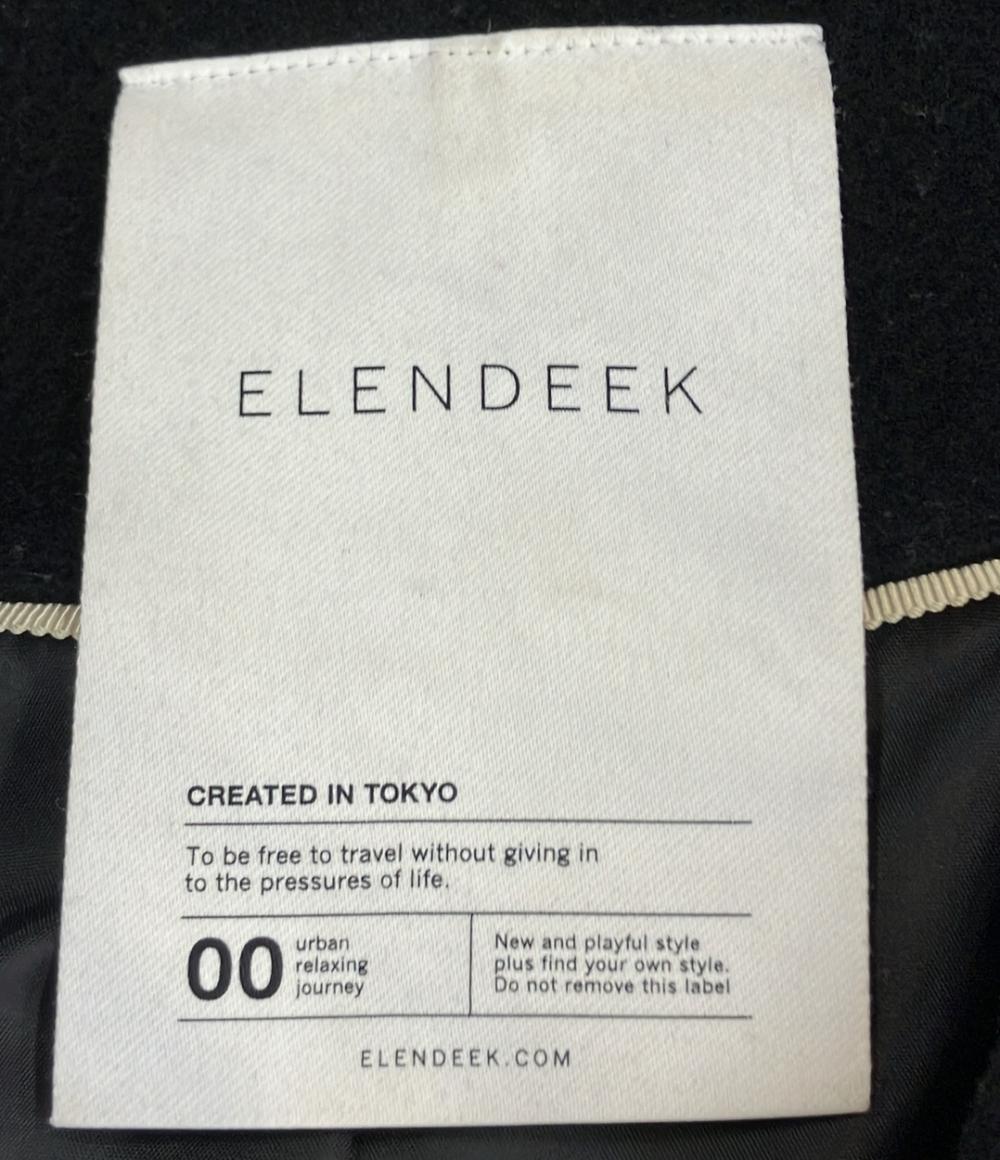 ELENDEEK
CREATED IN TOKYO
To be free to travel without giving in
to the pressures of life.
00
urban
relaxing
journey
New and playful style
plus find your own style.
Do not remove this label
ELENDEEK.COM